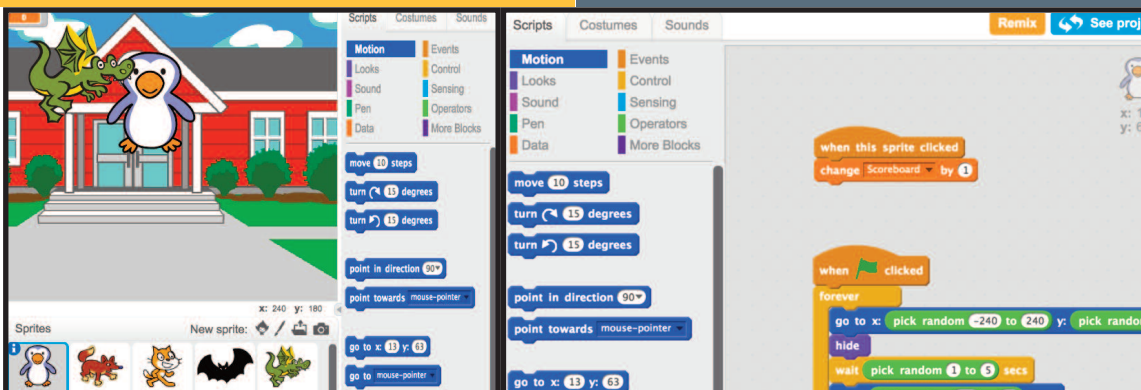 0
Scripts Costumes Sounds
Motion Events
Looks Control
Sound Sensing
Pen Operators
Data More Blocks
move 10 steps
turn 15 degrees
turn 15 degrees
point in direction 90
point towards mouse-pointer
go to x: 13 y: 63
go to mouse-pointer
x: 240 y: 180
Sprites New sprite:
Scripts Costumes Sounds
Remix
Motion Events
Looks Control
Sound Sensing
Pen Operators
Data More Blocks
move 10 steps
turn 15 degrees
turn 15 degrees
point in direction 90
point towards mouse-pointer
go to x: 13 y: 63
See
x:
y:
when this sprite clicked
change Scoreboard by 1
when clicked
forever
go to x: pick random -240 to 240 y: pick
hide
wait pick random 1 to 5 secs